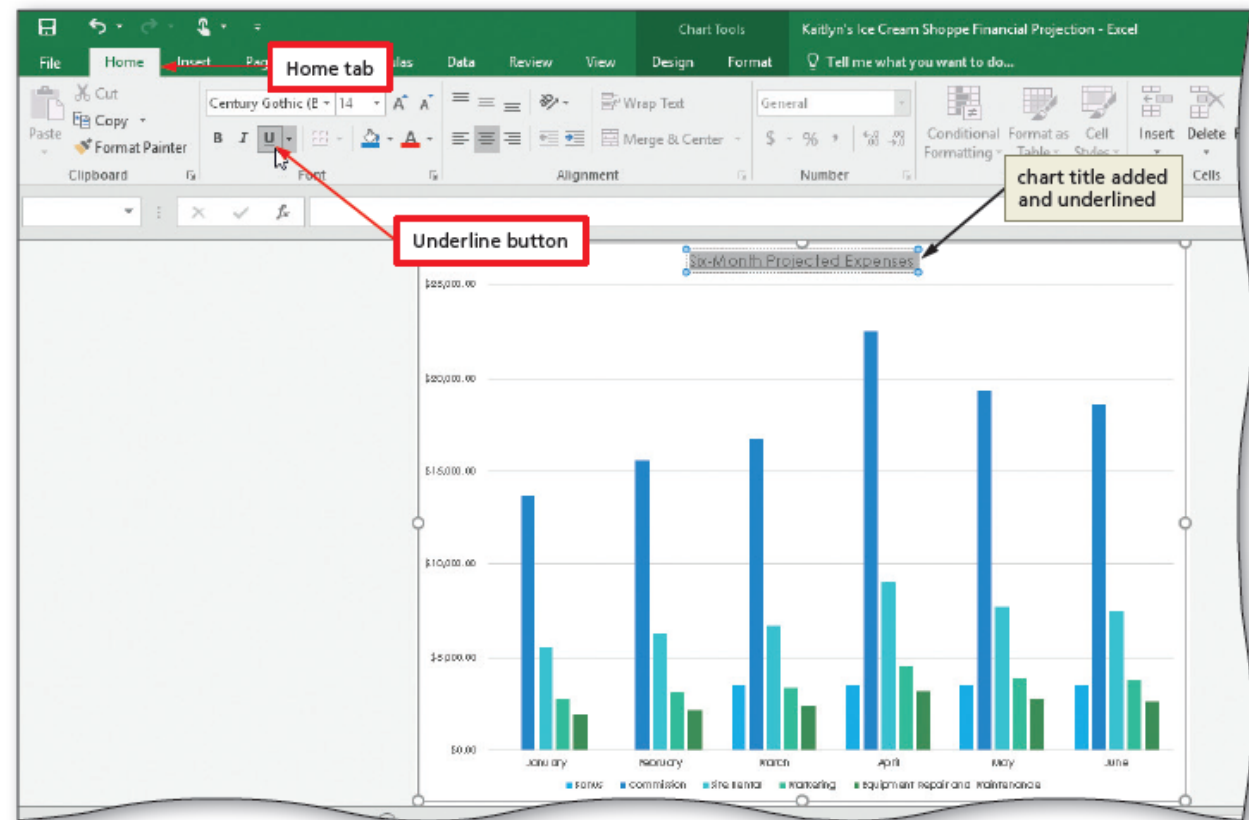 Chart Tools Kaitlyn's Ice Cream Shoppe Financial Projection - Excel
File Home Insert Data Review View Design Format Tell me what you want to do...
Home tab
Cut
Copy
Paste
Format Painter
Century Gothic (B 14
B I U
Wrap Text
Merge & Center
General
$ % ,
Conditional Formatting
Format as Table
Cell Styles
Insert Delete
Clipboard Font Alignment Number Cells
chart title added
and underlined
fx
Underline button
Six-Month Projected Expenses
$25,000.00
$20,000.00
$15,000.00
$10,000.00
$5,000.00
$0.00
January February March April May June
Bonus Commission Site Rental Marketing Equipment Repair and Maintenance